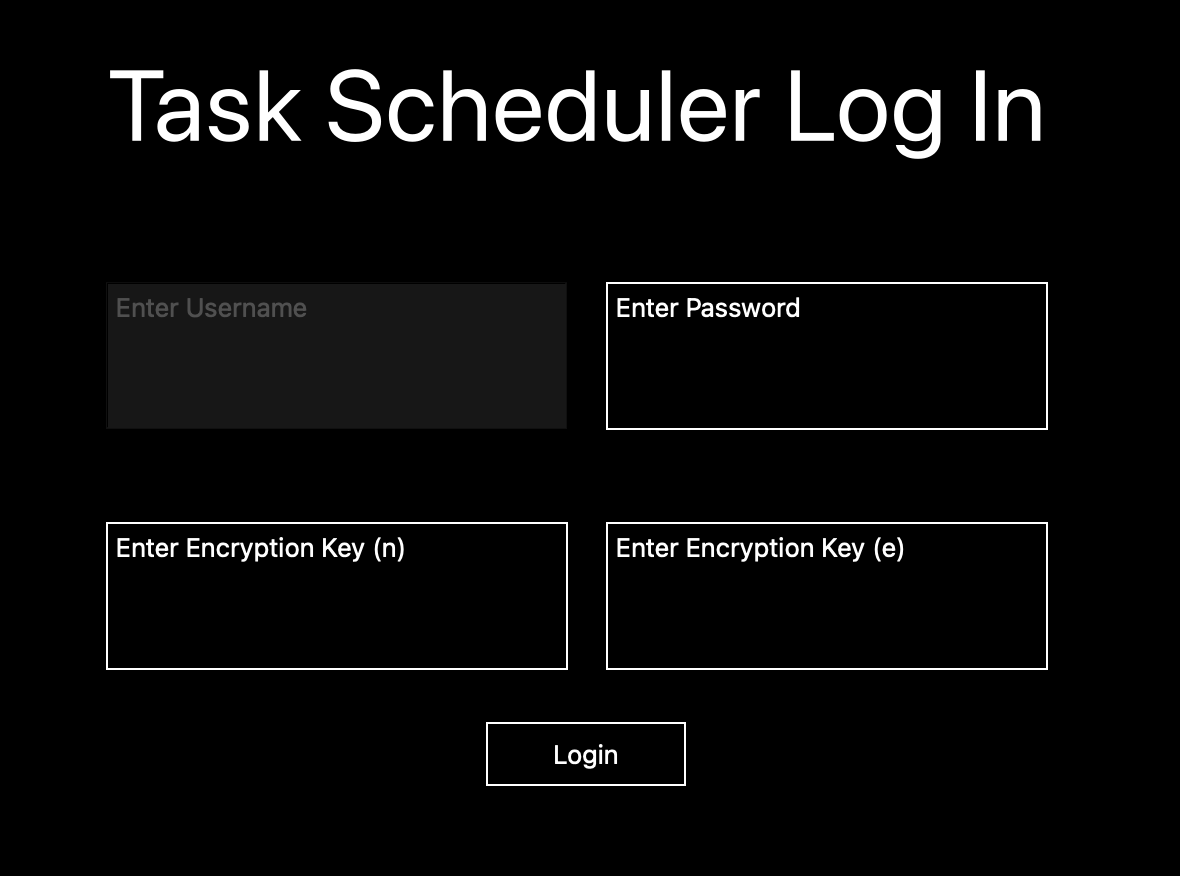 Task Scheduler Log In
Enter Username
Enter Password
Enter Encryption Key (n)
Enter Encryption Key (e)
Login